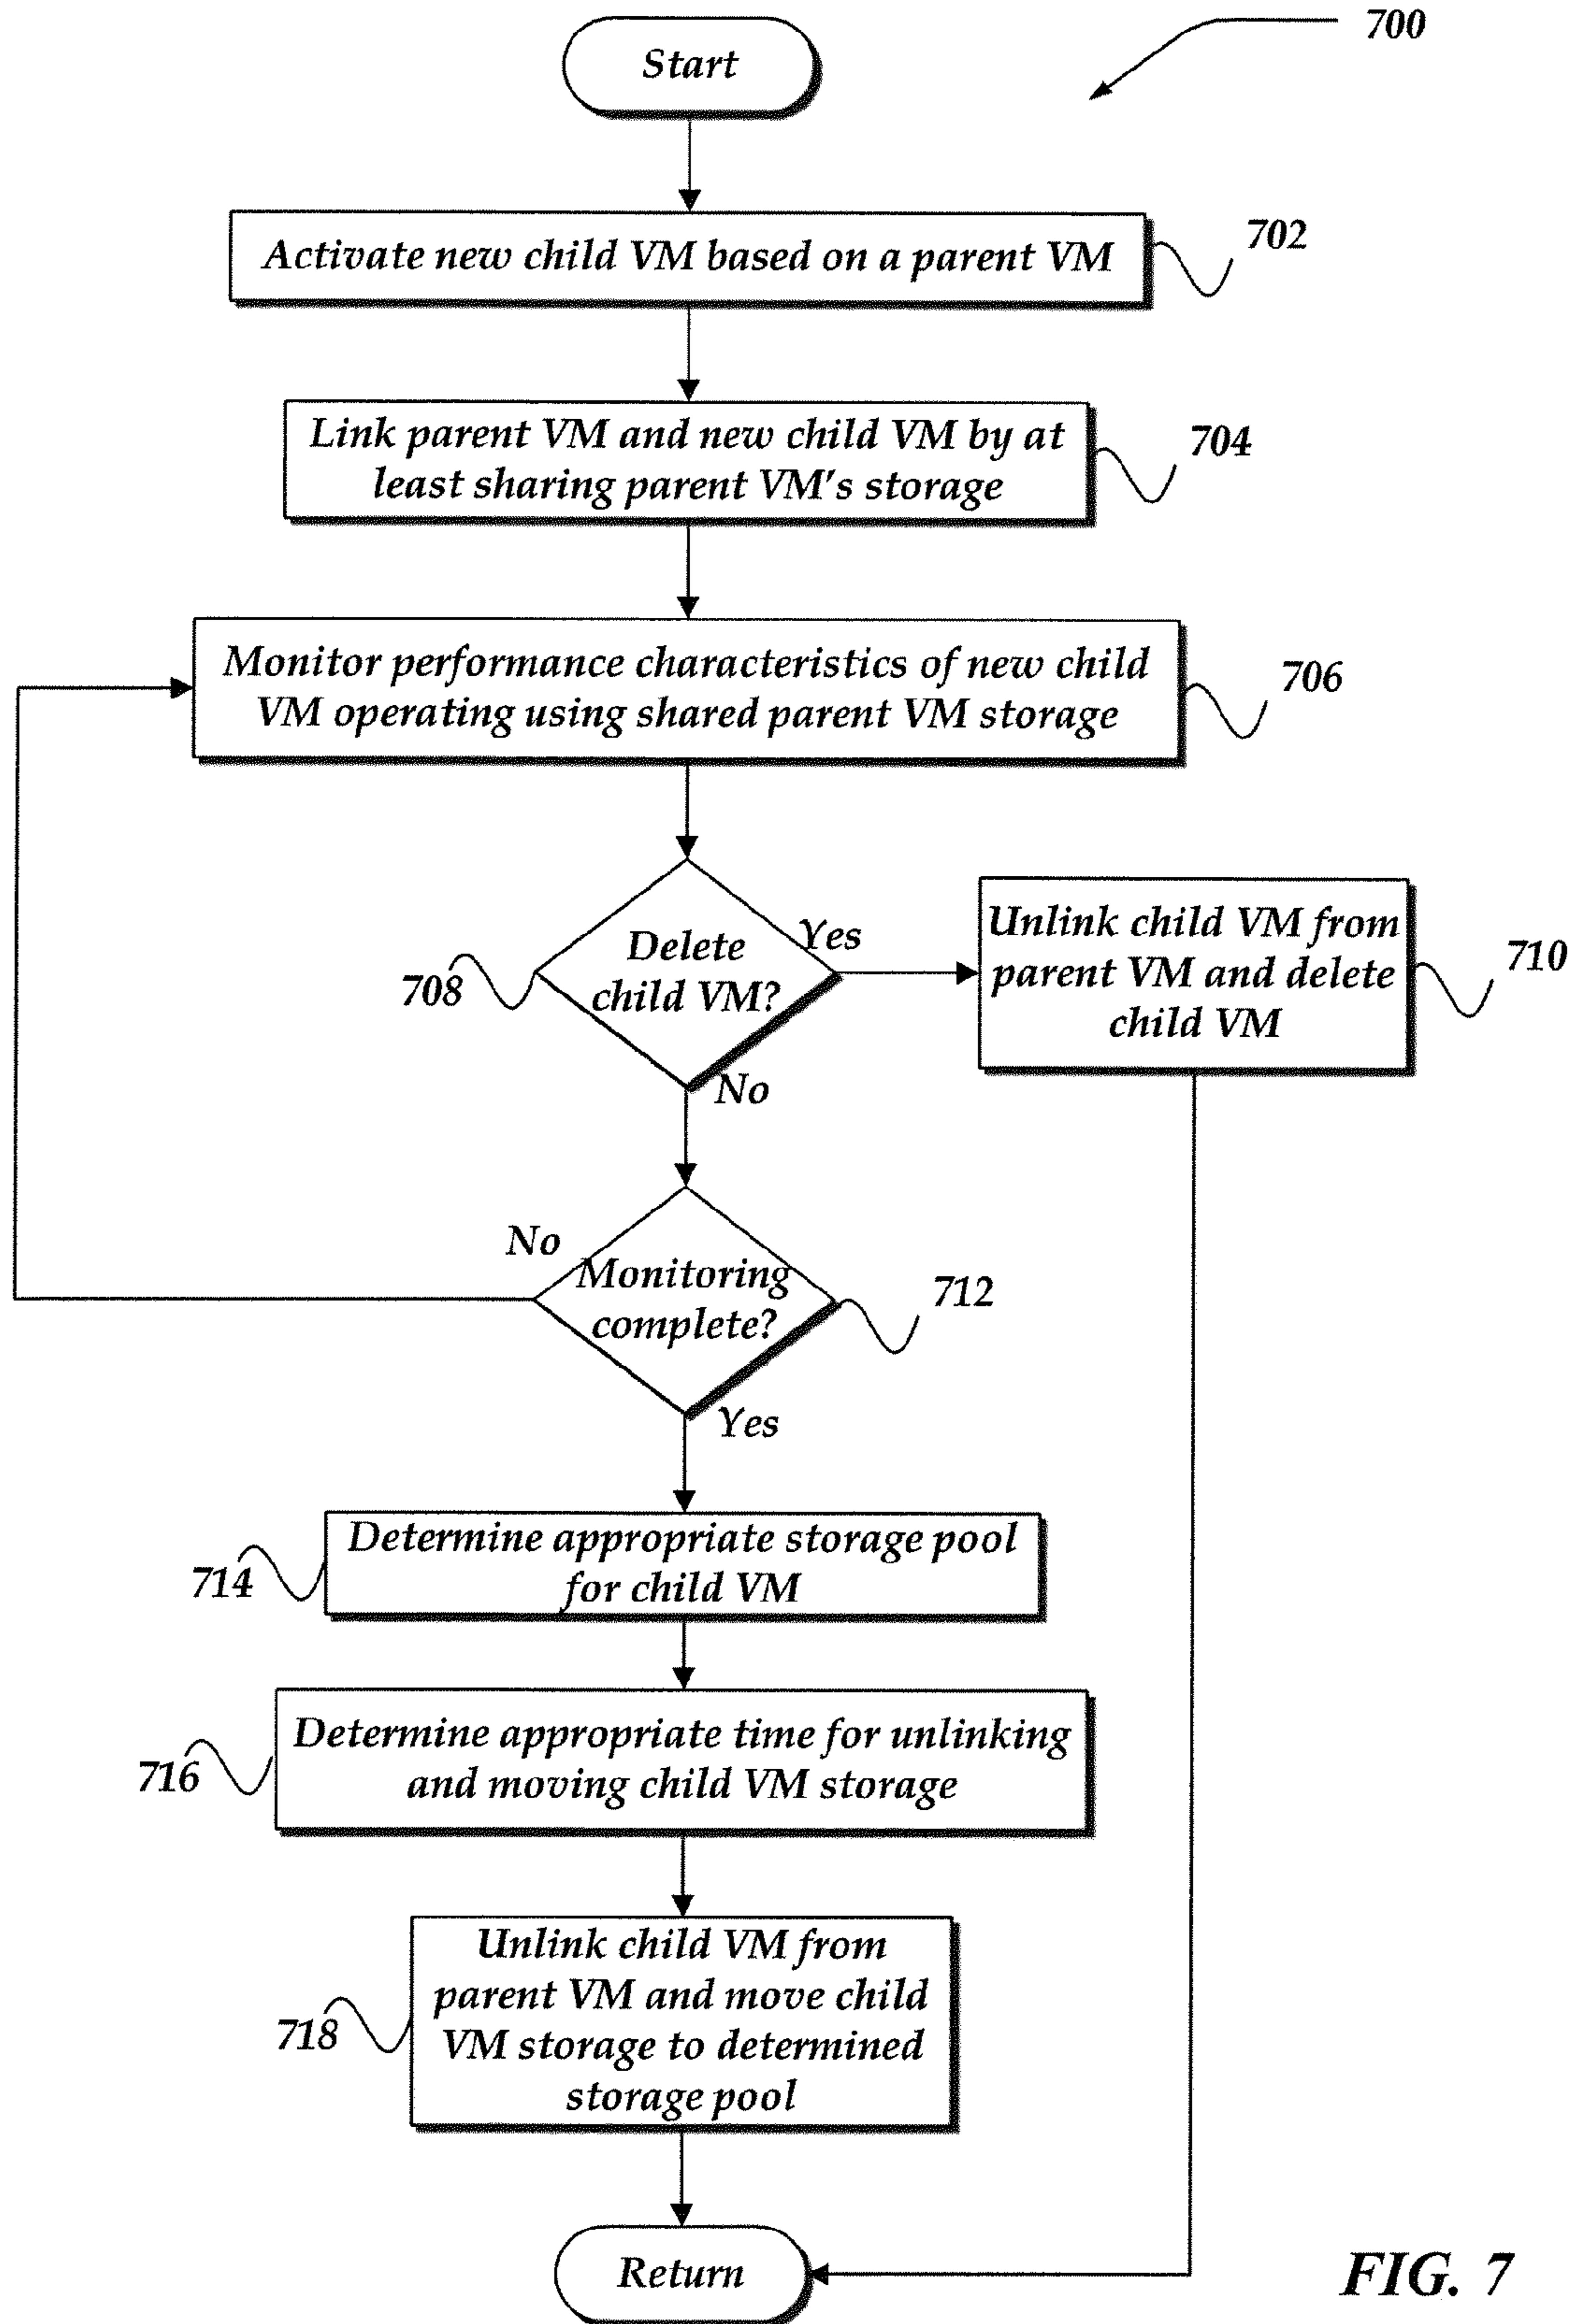 700
Start
Activate new child VM based on a parent VM
702
Link parent VM and new child VM by at
least sharing parent VM's storage
704
Monitor performance characteristics of new child
VM operating using shared parent VM storage
706
Delete
child VM?
Yes
708
No
Unlink child VM from
parent VM and delete
child VM
710
No
Monitoring
complete?
712
Yes
Determine appropriate storage pool
for child VM
714
Determine appropriate time for unlinking
and moving child VM storage
716
Unlink child VM from
parent VM and move child
VM storage to determined
storage pool
718
Return
FIG. 7